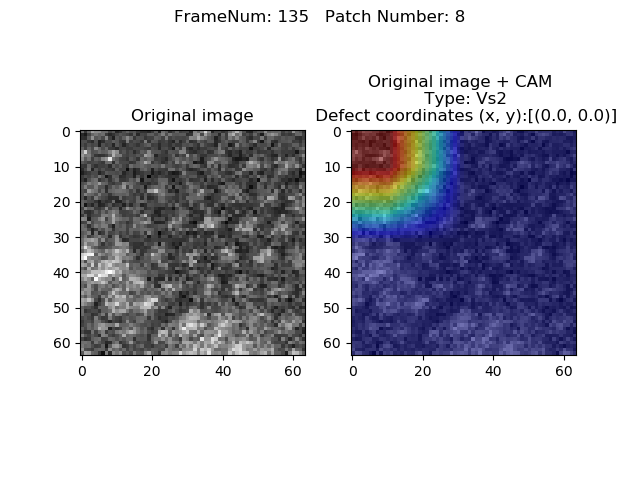 FrameNum: 135   Patch Number: 8
Original image
Original image + CAM
Type: Vs2
Defect coordinates (x, y):[(0.0, 0.0)]
0
10
20
30
40
50
60
0 20 40 60
0
10
20
30
40
50
60
0 20 40 60